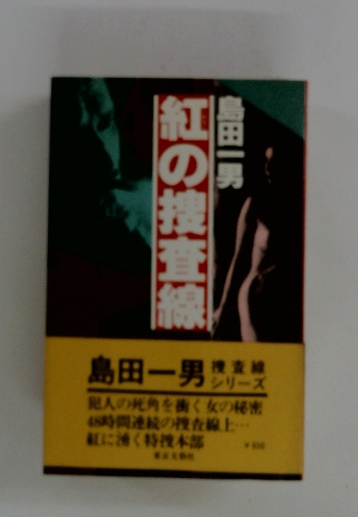 島田一男
紅の捜査線
島田一男 捜査線シリーズ
犯人の死角を衝く女の秘密
48時間連続の捜査線上…
紅に湧く特捜本部